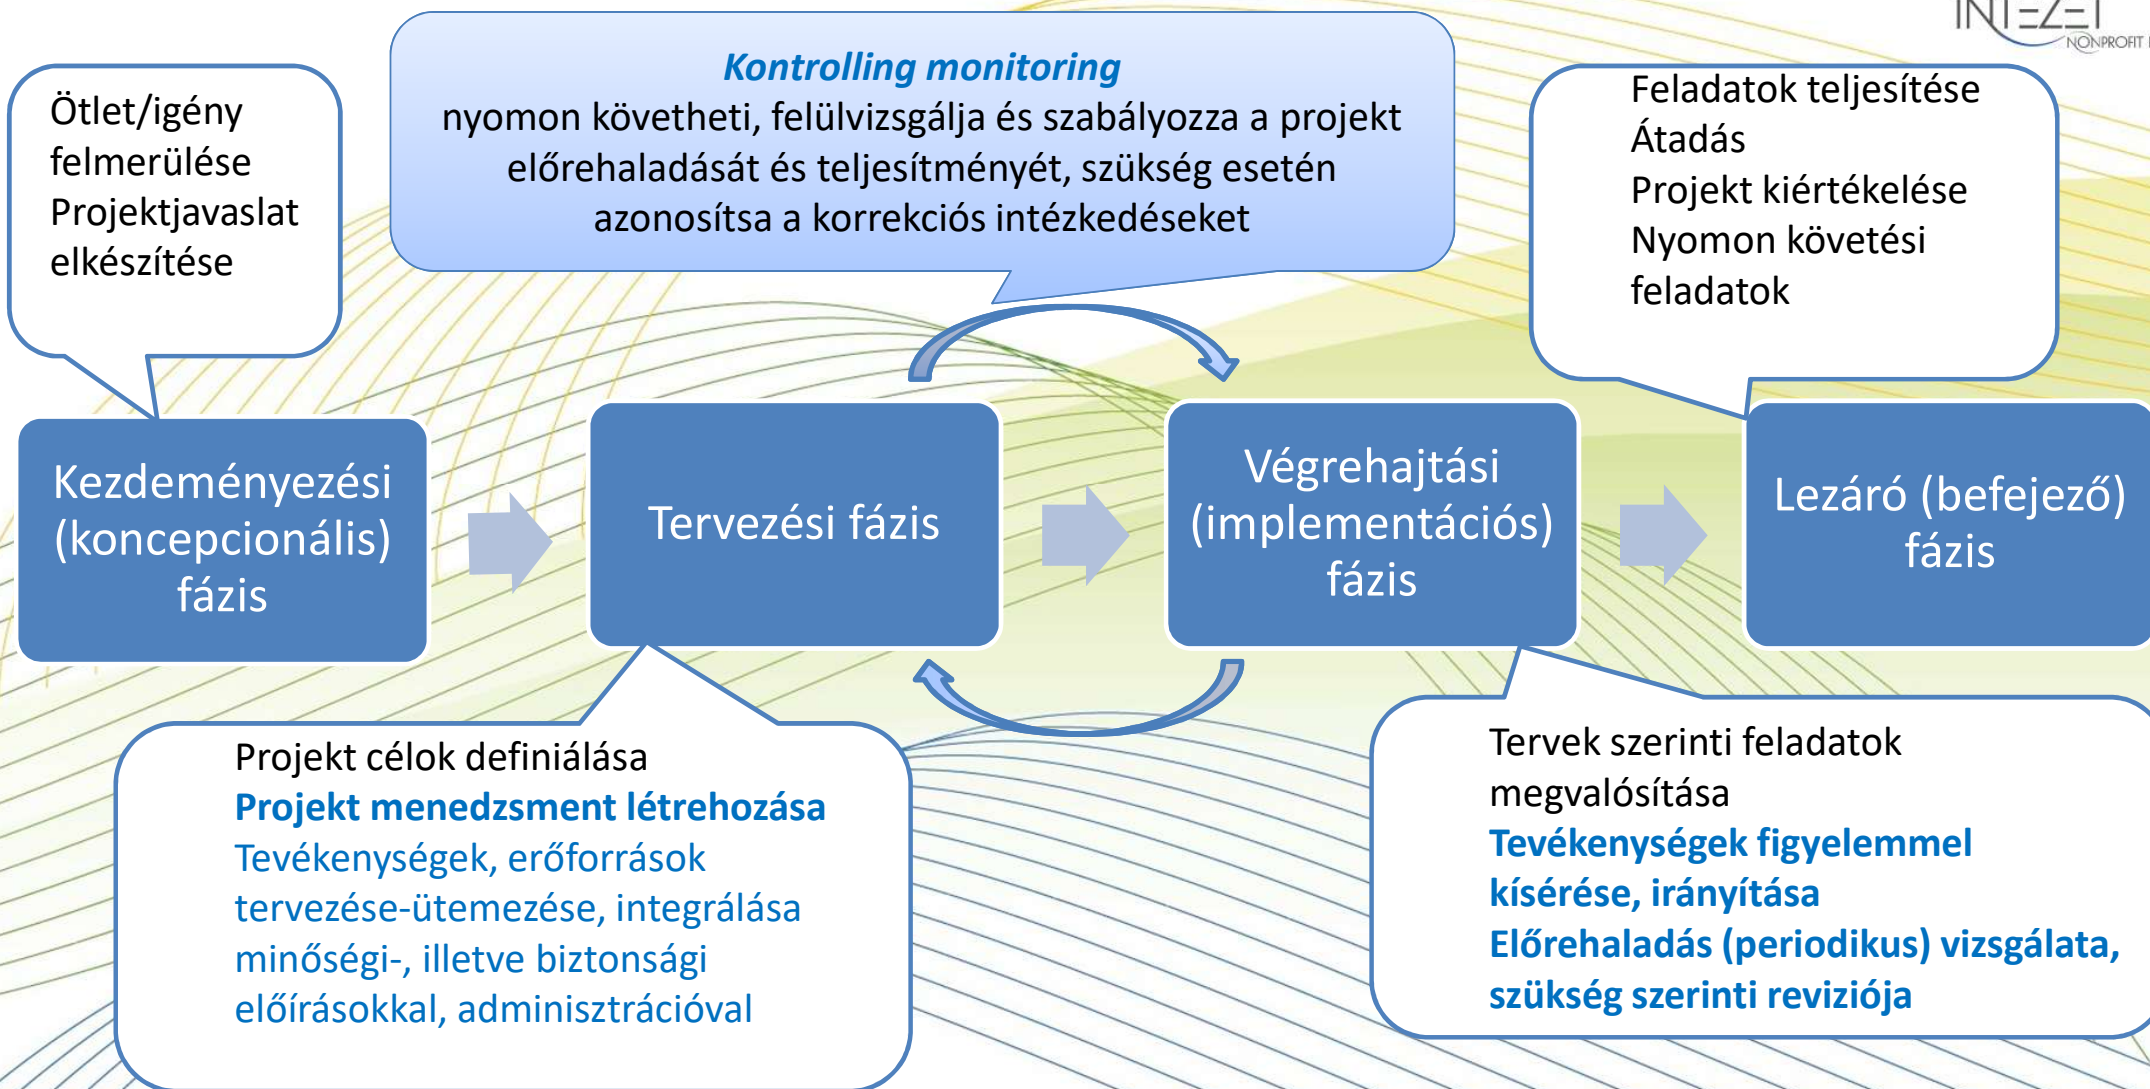 INTÉZET
NONPROFIT
Ötlet/igény
felmerülése
Projektjavaslat
elkészítése
Kontrolling monitoring
nyomon követheti, felülvizsgálja és szabályozza a projekt
előrehaladását és teljesítményét, szükség esetén
azonosítsa a korrekciós intézkedéseket
Feladatok teljesítése
Átadás
Projekt kiértékelése
Nyomon követési
feladatok
Kezdeményezési
(koncepcionális)
fázis
Tervezési fázis
Végrehajtási
(implementációs)
fázis
Lezáró (befejező)
fázis
Projekt célok definiálása
Projekt menedzsment létrehozása
Tevékenységek, erőforrások
tervezése-ütemezése, integrálása
minőségi-, illetve biztonsági
előírásokkal, adminisztrációval
Tervek szerinti feladatok
megvalósítása
Tevékenységek figyelemmel
kísérése, irányítása
Előrehaladás (periodikus) vizsgálata,
szükség szerinti reviziója